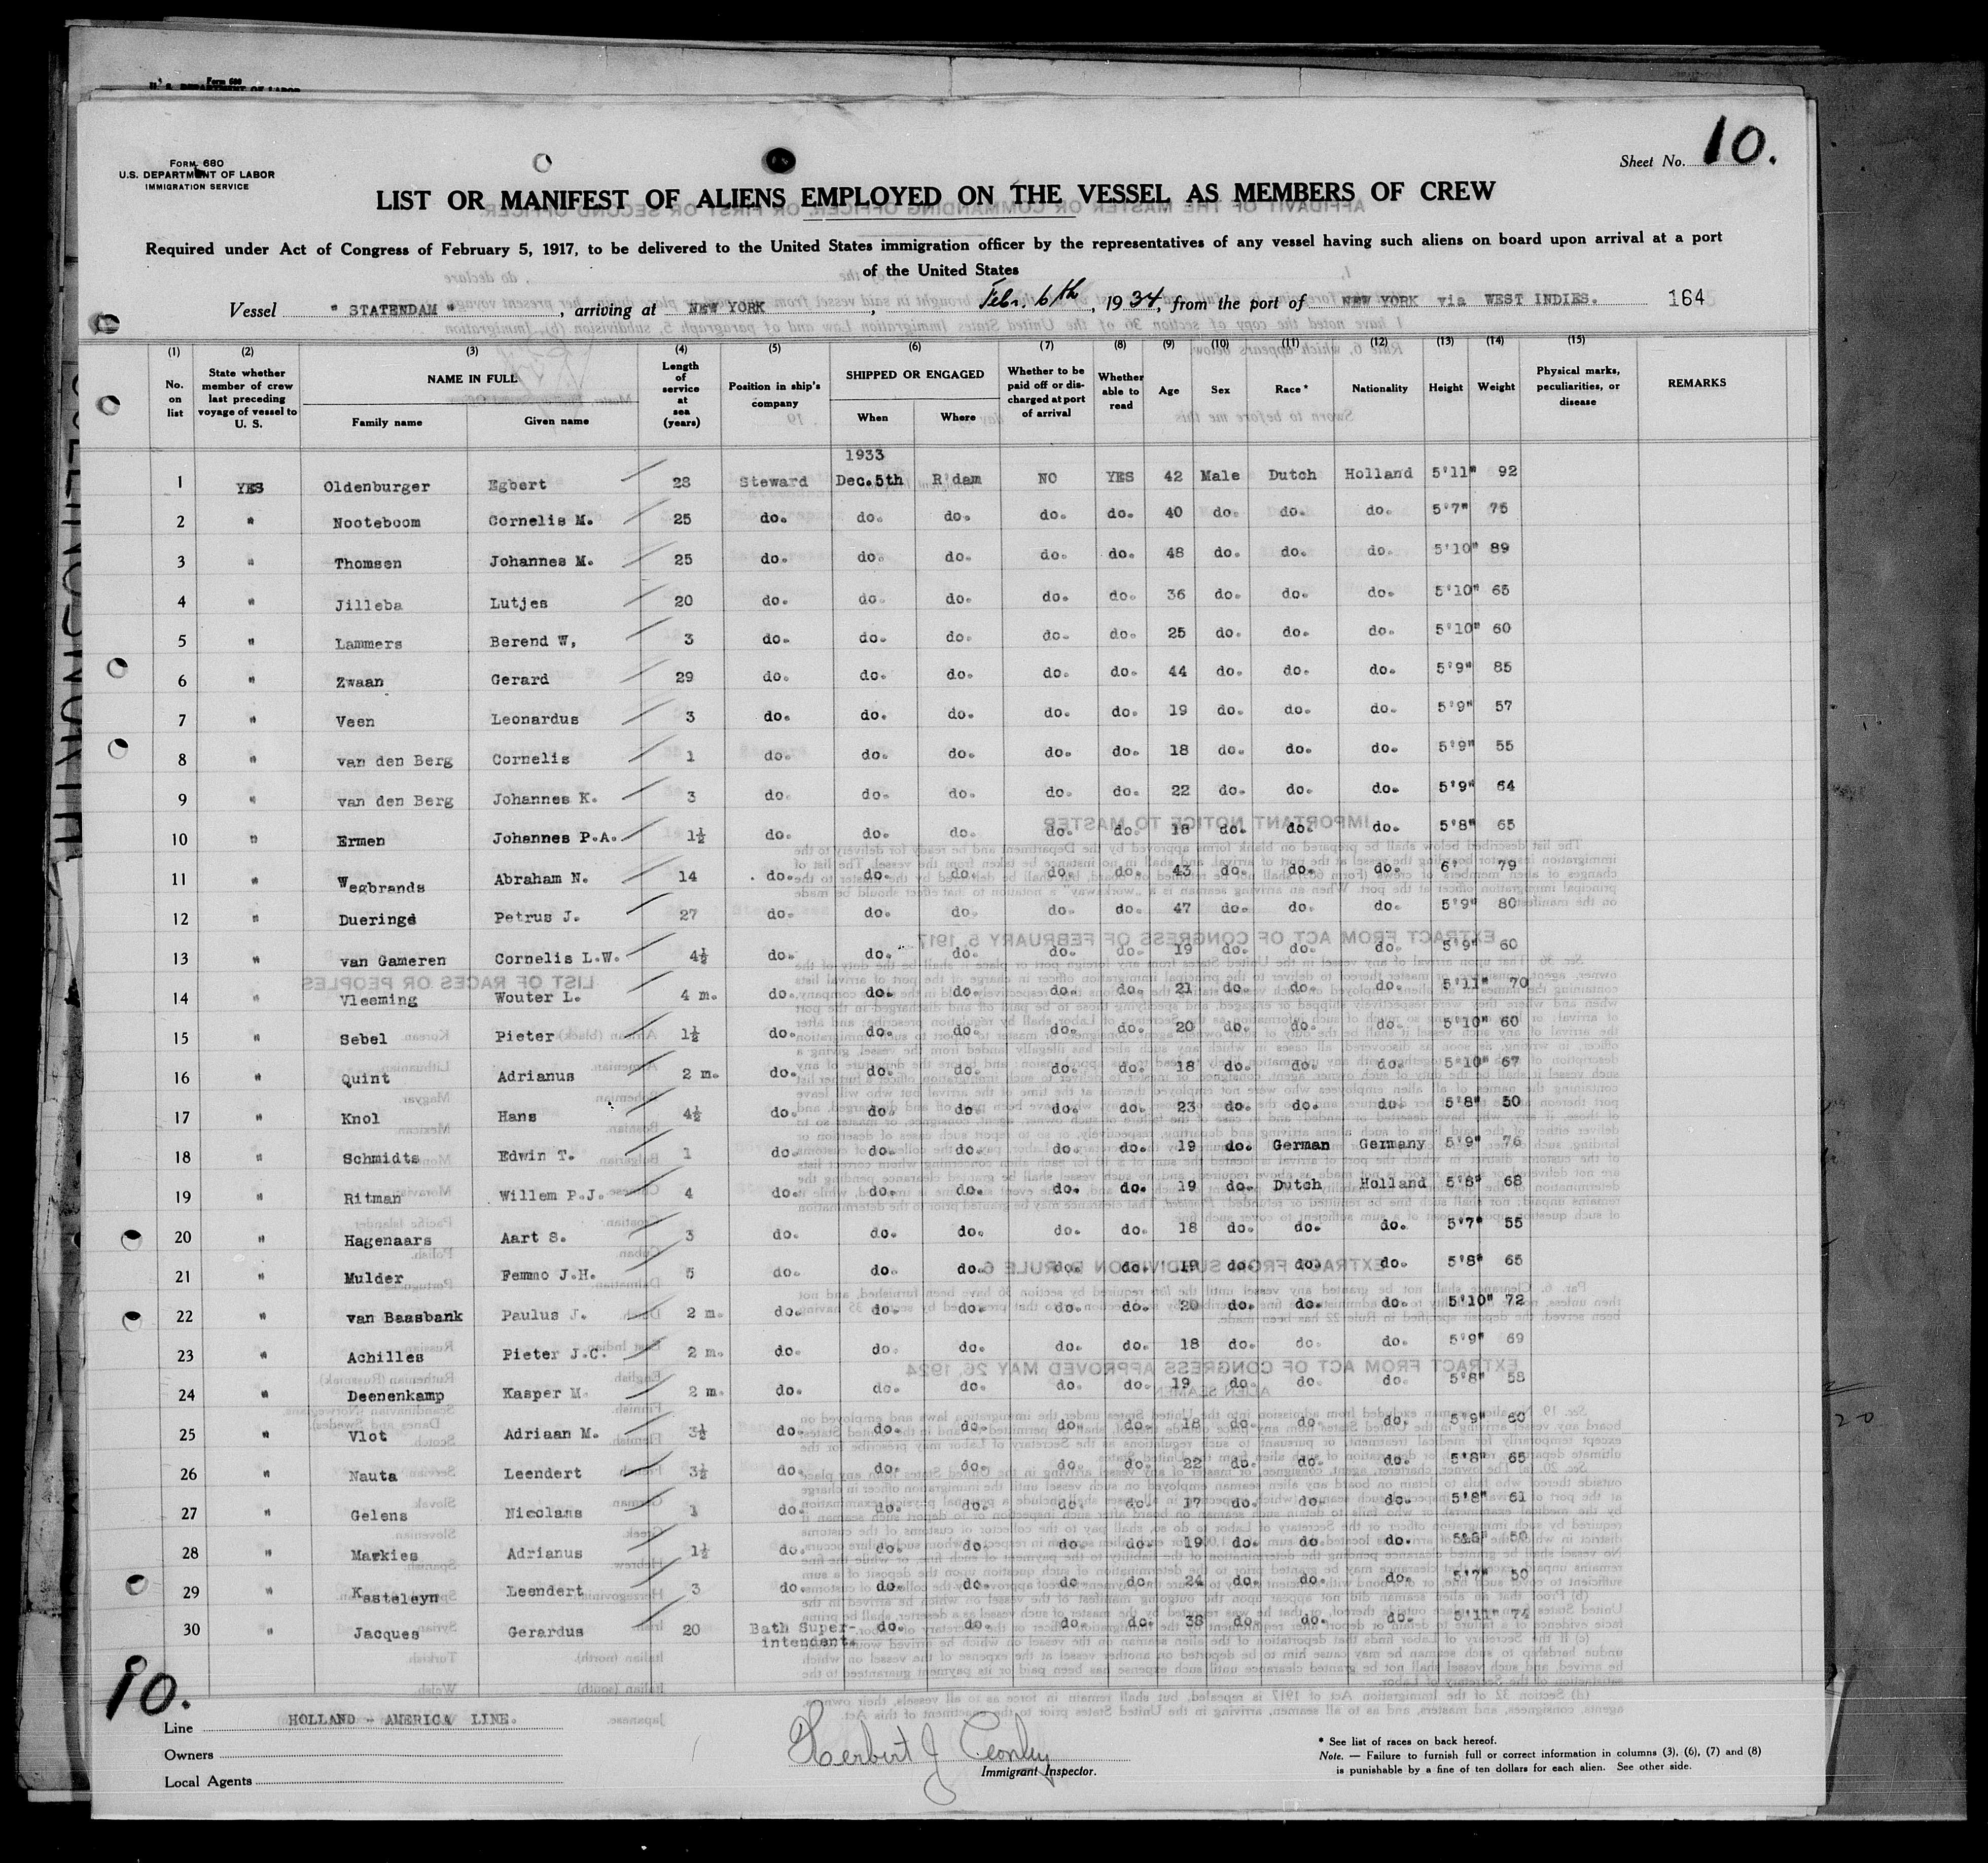 Form 680
U. S. DEPARTMENT OF LABOR
Form 680
U.S. DEPARTMENT OF LABOR
IMMIGRATION SERVICE
Sheet No. 10.
LIST OR MANIFEST OF ALIENS EMPLOYED ON THE VESSEL AS MEMBERS OF CREW
Required under Act of Congress of February 5, 1917, to be delivered to the United States immigration officer by the representatives of any vessel having such aliens on board upon arrival at a port
of the United States
Vessel " STATENDAM ", arriving at NEW YORK, Febr. 6th, 1934, from the port of NEW YORK via WEST INDIES. 164
(1) (2) (3) (4) (5) (6) (7) (8) (9) (10) (11) (12) (13) (14) (15)
No. on list State whether member of crew last preceding voyage of vessel to U. S. NAME IN FULL Family name Given name Length of service at sea (years) Position in ship's company SHIPPED OR ENGAGED When Where Whether to be paid off or discharged at port of arrival Whether able to read Age Sex Race * Nationality Height Weight Physical marks, peculiarities, or disease REMARKS
1933
1 YES Oldenburger Egbert 28 Steward Dec.5th R'dam NO YES 42 Male Dutch Holland 5'11" 92
2 " Nooteboom Cornelis M. 25 do. do. do. do. do. 40 do. do. do. 5'7" 75
3 " Thomsen Johannes M. 25 do. do. do. do. do. 48 do. do. do. 5'10" 89
4 " Jilleba Lutjes 20 do. do. do. do. do. 36 do. do. do. 5'10" 65
5 " Lammers Berend W, 3 do. do. do. do. do. 25 do. do. do. 5'10" 60
6 " Zwaan Gerard 29 do. do. do. do. do. 44 do. do. do. 5'9" 85
7 " Veen Leonardus 3 do. do. do. do. do. 19 do. do. do. 5'9" 57
8 " van den Berg Cornelis 1 do. do. do. do. do. 18 do. do. do. 5'9" 55
9 " van den Berg Johannes K. 3 do. do. do. do. do. 22 do. do. do. 5'9" 64
10 " Ermen Johannes P.A. 1½ do. do. do. do. do. 18 do. do. do. 5'8" 65
11 " Wegbrands Abraham N. 14 do. do. do. do. do. 43 do. do. do. 6' 79
12 " Duerings Petrus J. 27 do. do. do. do. do. 47 do. do. do. 5'9" 80
13 " van Gameren Cornelis L.W. 4½ do. do. do. do. do. 19 do. do. do. 5'9" 60
14 " Vleeming Wouter L. 4 m. do. do. do. do. do. 21 do. do. do. 5'11" 70
15 " Sebel Pieter 1½ do. do. do. do. do. 20 do. do. do. 5'10" 60
16 " Quint Adrianus 2 m. do. do. do. do. do. 18 do. do. do. 5'10" 67
17 " Knol Hans 4½ do. do. do. do. do. 23 do. do. do. 5'8" 50
18 " Schmidts Edwin T. 1 do. do. do. do. do. 19 do. German Germany 5'9" 76
19 " Ritman Willem P.J. 4 do. do. do. do. do. 19 do. Dutch Holland 5'8" 68
20 " Hagenaars Aart S. 3 do. do. do. do. do. 18 do. do. do. 5'7" 55
21 " Mulder Femmo J.H. 5 do. do. do. do. do. 19 do. do. do. 5'8" 65
22 " van Baasbank Paulus J. 2 m. do. do. do. do. do. 20 do. do. do. 5'10" 72
23 " Achilles Pieter J.C. 2 m. do. do. do. do. do. 18 do. do. do. 5'9" 69
24 " Deenenkamp Kasper M. 2 m. do. do. do. do. do. 19 do. do. do. 5'8" 58
25 " Vlot Adriaan M. 3½ do. do. do. do. do. 18 do. do. do. 5'9" 60
26 " Nauta Leendert 3½ do. do. do. do. do. 22 do. do. do. 5'8" 65
27 " Gelens Nicolans 1 do. do. do. do. do. 17 do. do. do. 5'8" 61
28 " Markies Adrianus 1½ do. do. do. do. do. 19 do. do. do. 5'8" 50
29 " Kasteleyn Leendert 3 do. do. do. do do. 24 do. do. do. 5'7" 50
30 " Jacques Gerardus 20 Bath Superintendent. do. do. do. do. 38 do. do. do. 5'11" 74
10.
Line HOLLAND - AMERICA LINE.
Owners
Local Agents
Herbert J Conley
Immigrant Inspector.
* See list of races on back hereof.
Note. — Failure to furnish full or correct information in columns (3), (6), (7) and (8)
is punishable by a fine of ten dollars for each alien. See other side.
20